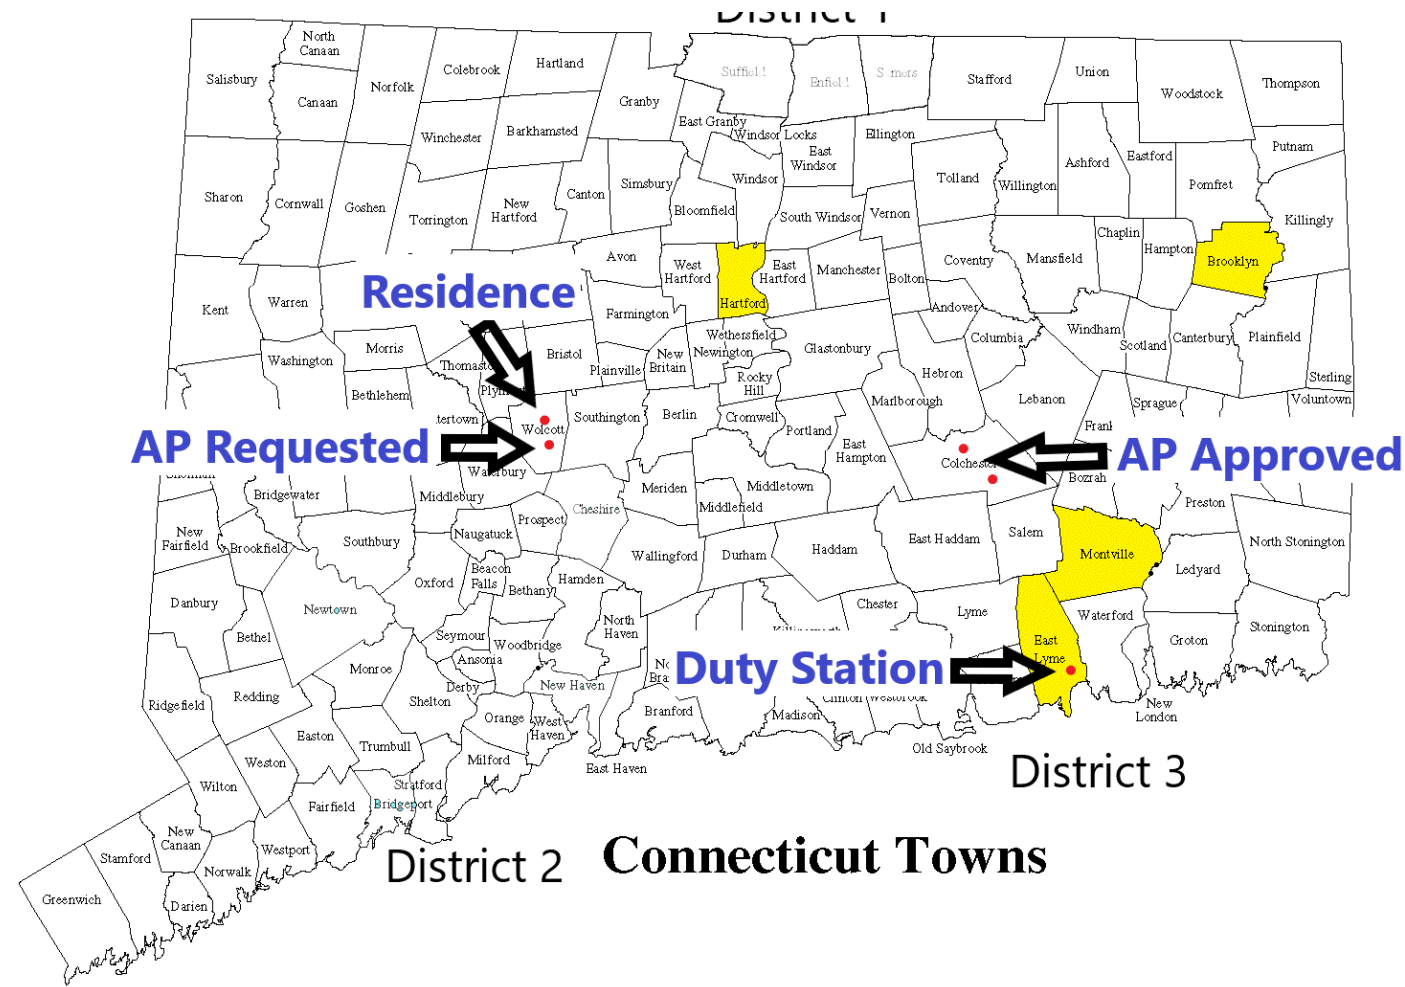 District 1
North
Canaan
Salisbury
Canaan
Norfolk
Colebrook
Hartland
Granby
Suffield
Enfield
Somers
Stafford
Union
Woodstock
Thompson
Winchester
Barkhamsted
East Granby
Windsor Locks
East
Windsor
Ellington
Ashford
Eastford
Putnam
Sharon
Cornwall
Goshen
Torrington
New
Hartford
Canton
Simsbury
Bloomfield
Windsor
South Windsor
Vernon
Tolland
Willington
Pomfret
Killingly
Chaplin
Hampton
Brooklyn
Mansfield
Coventry
Kent
Warren
Avon
West
Hartford
Hartford
East
Hartford
Manchester
Bolton
Andover
Residence
Farmington
Wethersfield
Glastonbury
Columbia
Windham
Scotland
Canterbury
Plainfield
Sterling
Washington
Morris
Bethlehem
Bristol
Plainville
New
Britain
Newington
Rocky
Hill
Hebron
Marlborough
Lebanon
Sprague
Voluntown
tertown
Wolcott
Southington
Berlin
Cromwell
Portland
East
Hampton
Colchester
Bozrah
AP Requested
AP Approved
Waterbury
Bridgewater
Middlebury
Cheshire
Meriden
Middletown
Middlefield
Preston
New
Fairfield
Brookfield
Southbury
Naugatuck
Prospect
Wallingford
Durham
Haddam
East Haddam
Salem
Montville
Ledyard
North Stonington
Danbury
Newtown
Oxford
Beacon
Falls
Bethany
Hamden
North
Haven
Chester
Lyme
East
Lyme
Waterford
Groton
Stonington
Bethel
Seymour
Woodbridge
Ansonia
Derby
Monroe
Shelton
New Haven
Duty Station
Ridgefield
Redding
Orange
West
Haven
Branford
Madison
Clinton
Westbrook
Old Saybrook
New
London
Easton
Trumbull
Milford
East Haven
Weston
Wilton
Stratford
Bridgeport
Fairfield
District 3
New
Canaan
Stamford
Westport
Norwalk
Darien
Greenwich
District 2
Connecticut Towns